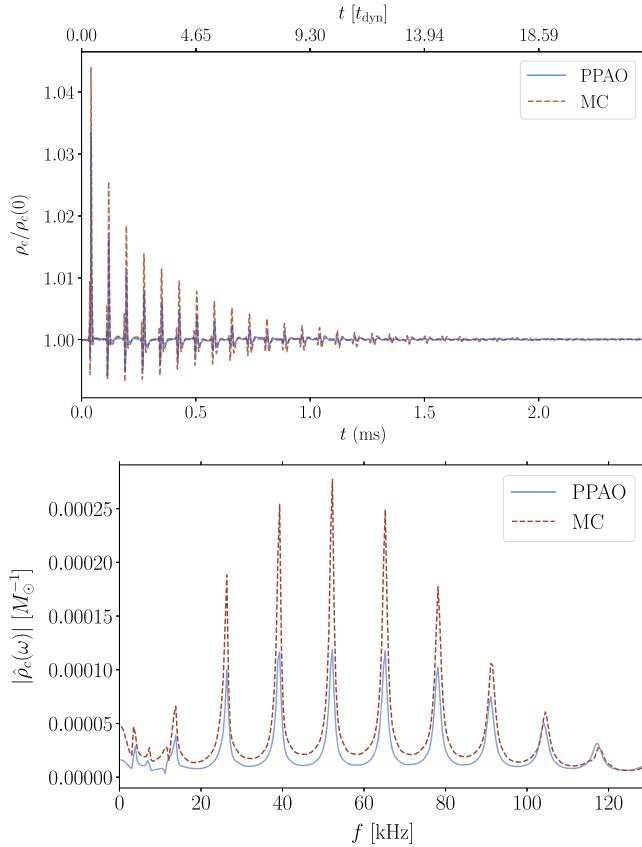 t [t_dyn]
0.00 4.65 9.30 13.94 18.59
PPAO
MC
1.04
1.03
1.02
1.01
1.00
ρ_c/ρ_c(0)
0.0 0.5 1.0 1.5 2.0
t (ms)
PPAO
MC
0.00025
0.00020
0.00015
0.00010
0.00005
0.00000
|ρ̂_c(ω)| [M_⊙^{-1}]
0 20 40 60 80 100 120
f [kHz]